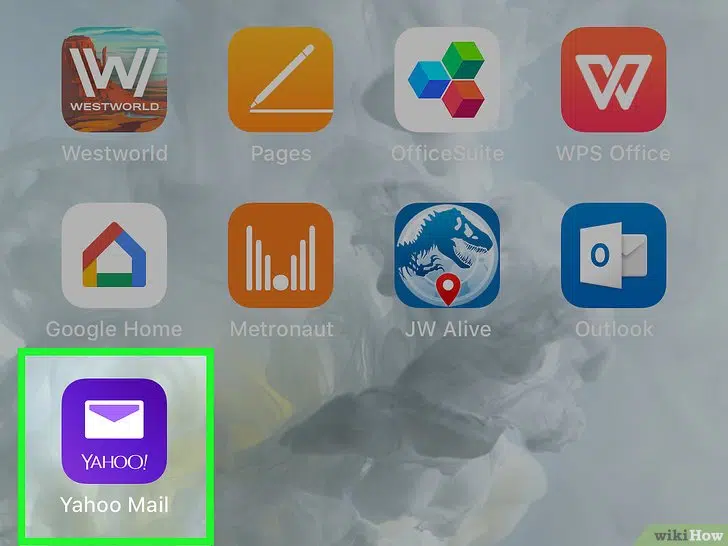 W
WESTWORLD
Westworld
Pages
OfficeSuite
W
WPS Office
Google Home
Metronaut
JW Alive
O
Outlook
YAHOO!
Yahoo Mail
wikiHow